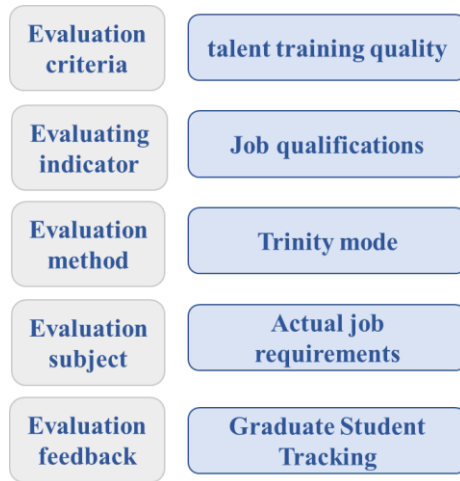 Evaluation
criteria
talent training quality
Evaluating
indicator
Job qualifications
Evaluation
method
Trinity mode
Evaluation
subject
Actual job
requirements
Evaluation
feedback
Graduate Student
Tracking